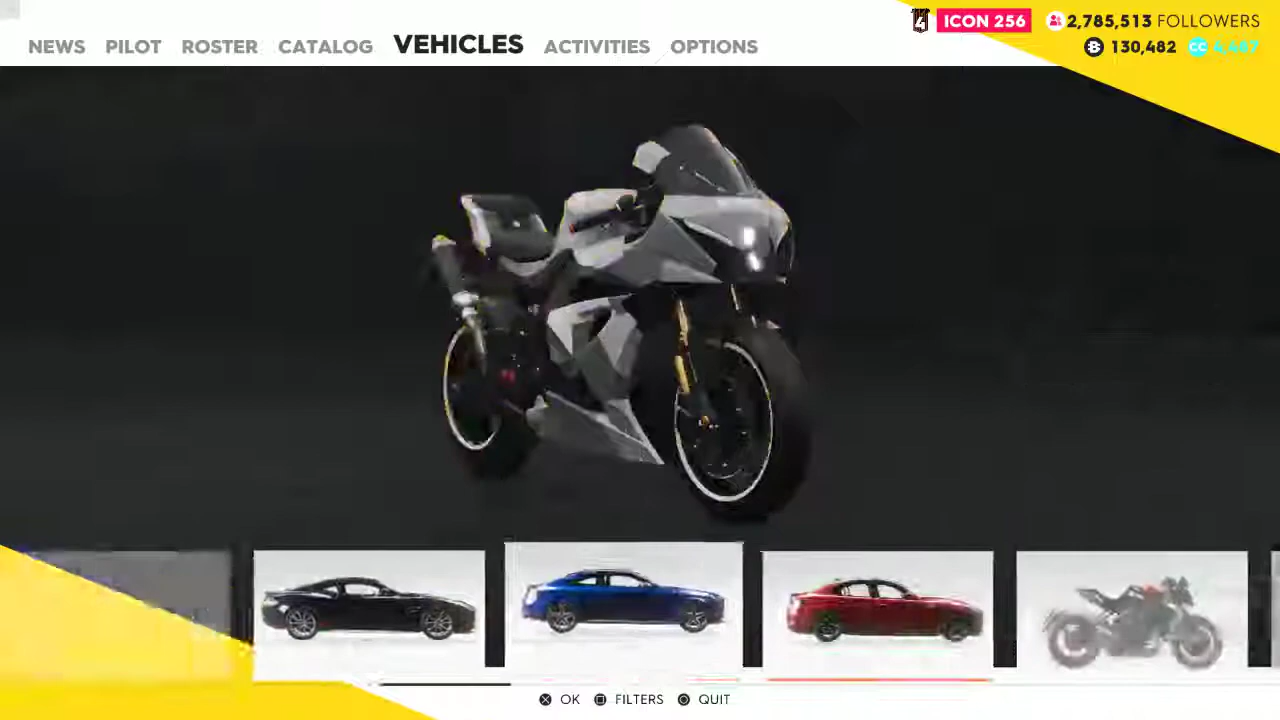 4 ICON 256 2,785,513 FOLLOWERS
NEWS PILOT ROSTER CATALOG VEHICLES ACTIVITIES OPTIONS
B 130,482 CC
OK FILTERS QUIT